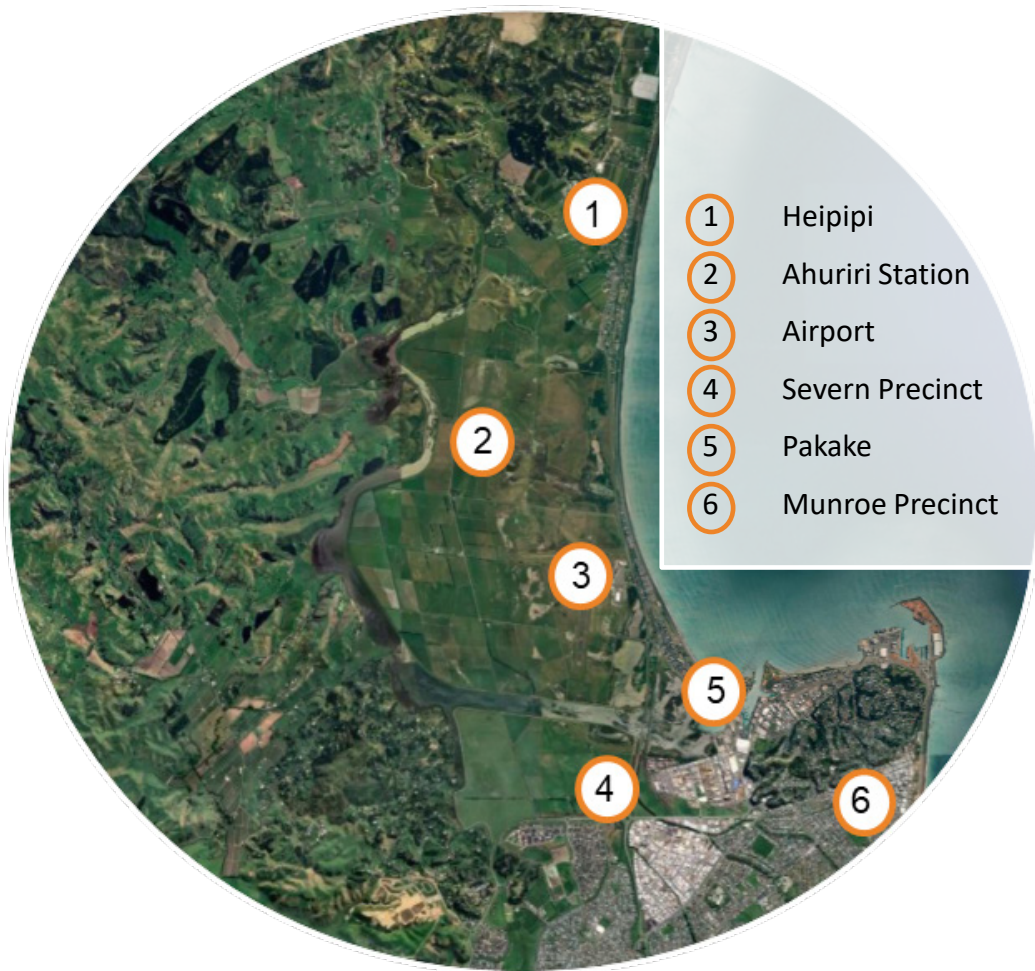 1 Heipipi
2 Ahuriri Station
3 Airport
4 Severn Precinct
5 Pakake
6 Munroe Precinct
1
2
3
5
4
6